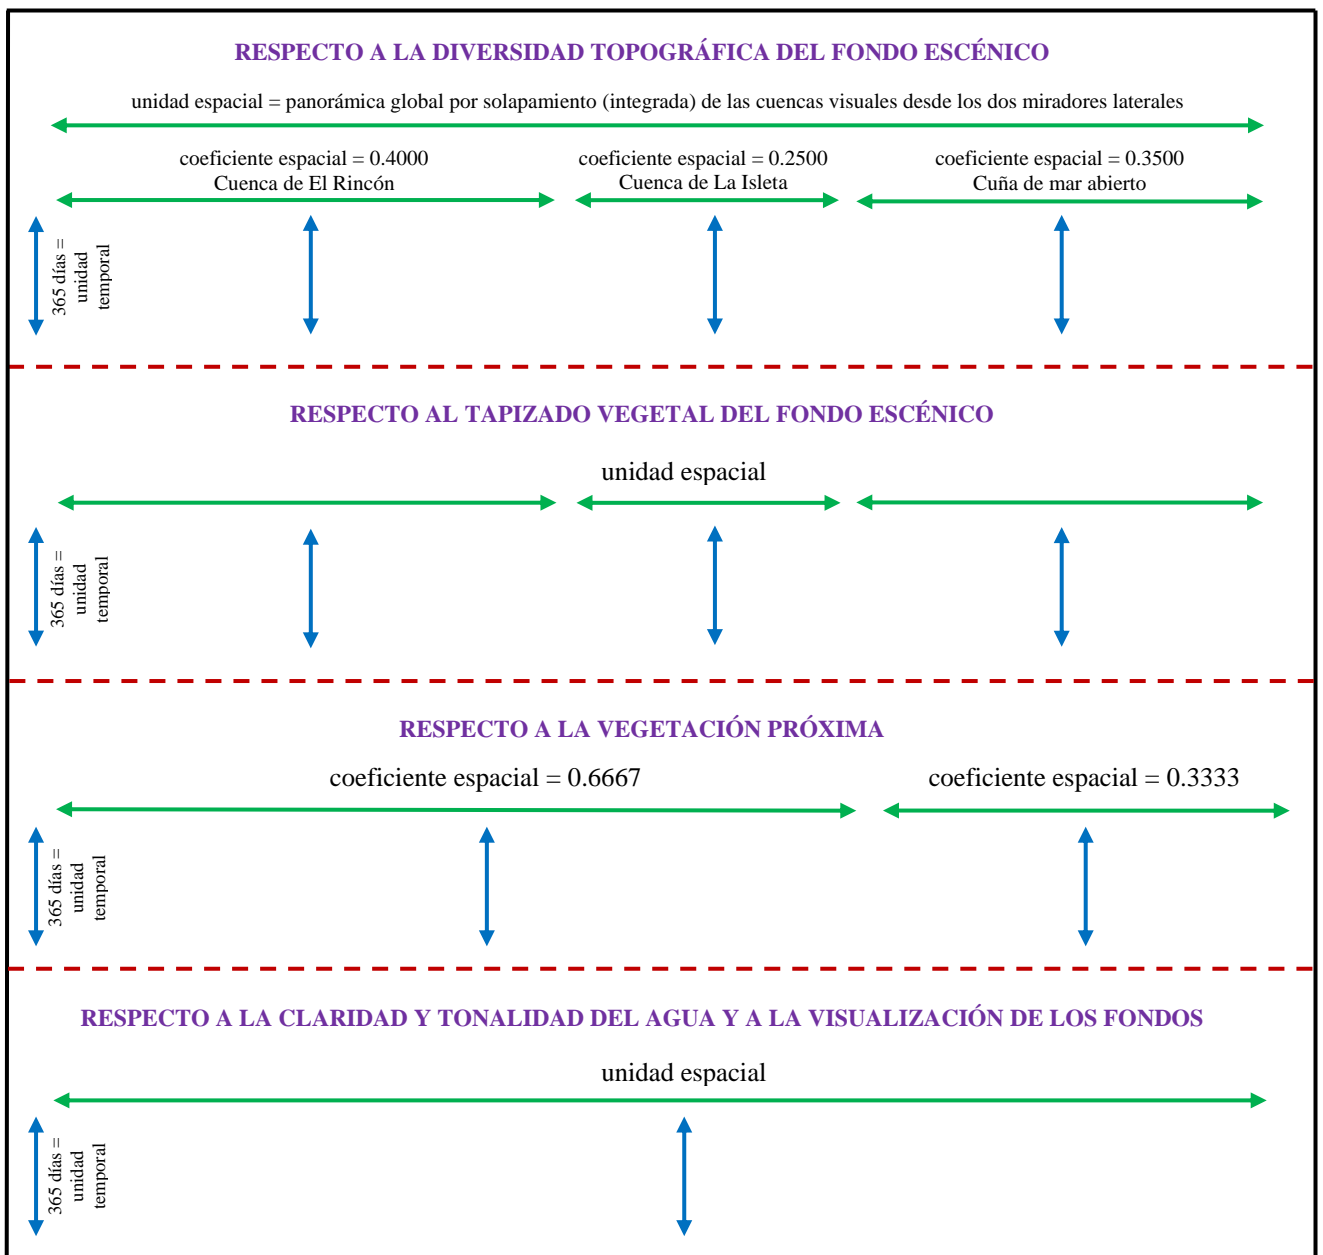 RESPECTO A LA DIVERSIDAD TOPOGRÁFICA DEL FONDO ESCÉNICO
unidad espacial = panorámica global por solapamiento (integrada) de las cuencas visuales desde los dos miradores laterales
coeficiente espacial = 0.4000
Cuenca de El Rincón
coeficiente espacial = 0.2500
Cuenca de La Isleta
coeficiente espacial = 0.3500
Cuña de mar abierto
365 días =
unidad
temporal
RESPECTO AL TAPIZADO VEGETAL DEL FONDO ESCÉNICO
unidad espacial
365 días =
unidad
temporal
RESPECTO A LA VEGETACIÓN PRÓXIMA
coeficiente espacial = 0.6667
coeficiente espacial = 0.3333
365 días =
unidad
temporal
RESPECTO A LA CLARIDAD Y TONALIDAD DEL AGUA Y A LA VISUALIZACIÓN DE LOS FONDOS
unidad espacial
365 días =
unidad
temporal